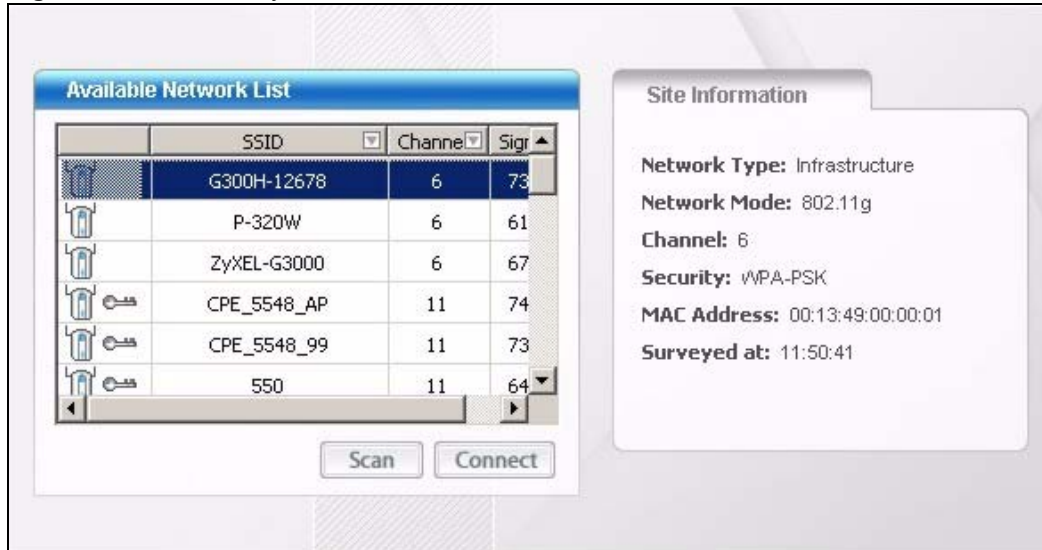 Available Network List
SSID Channe Sigr
G300H-12678 6 73
P-320W 6 61
ZyXEL-G3000 6 67
CPE_5548_AP 11 74
CPE_5548_99 11 73
550 11 64
Scan Connect
Site Information
Network Type: Infrastructure
Network Mode: 802.11g
Channel: 6
Security: WPA-PSK
MAC Address: 00:13:49:00:00:01
Surveyed at: 11:50:41